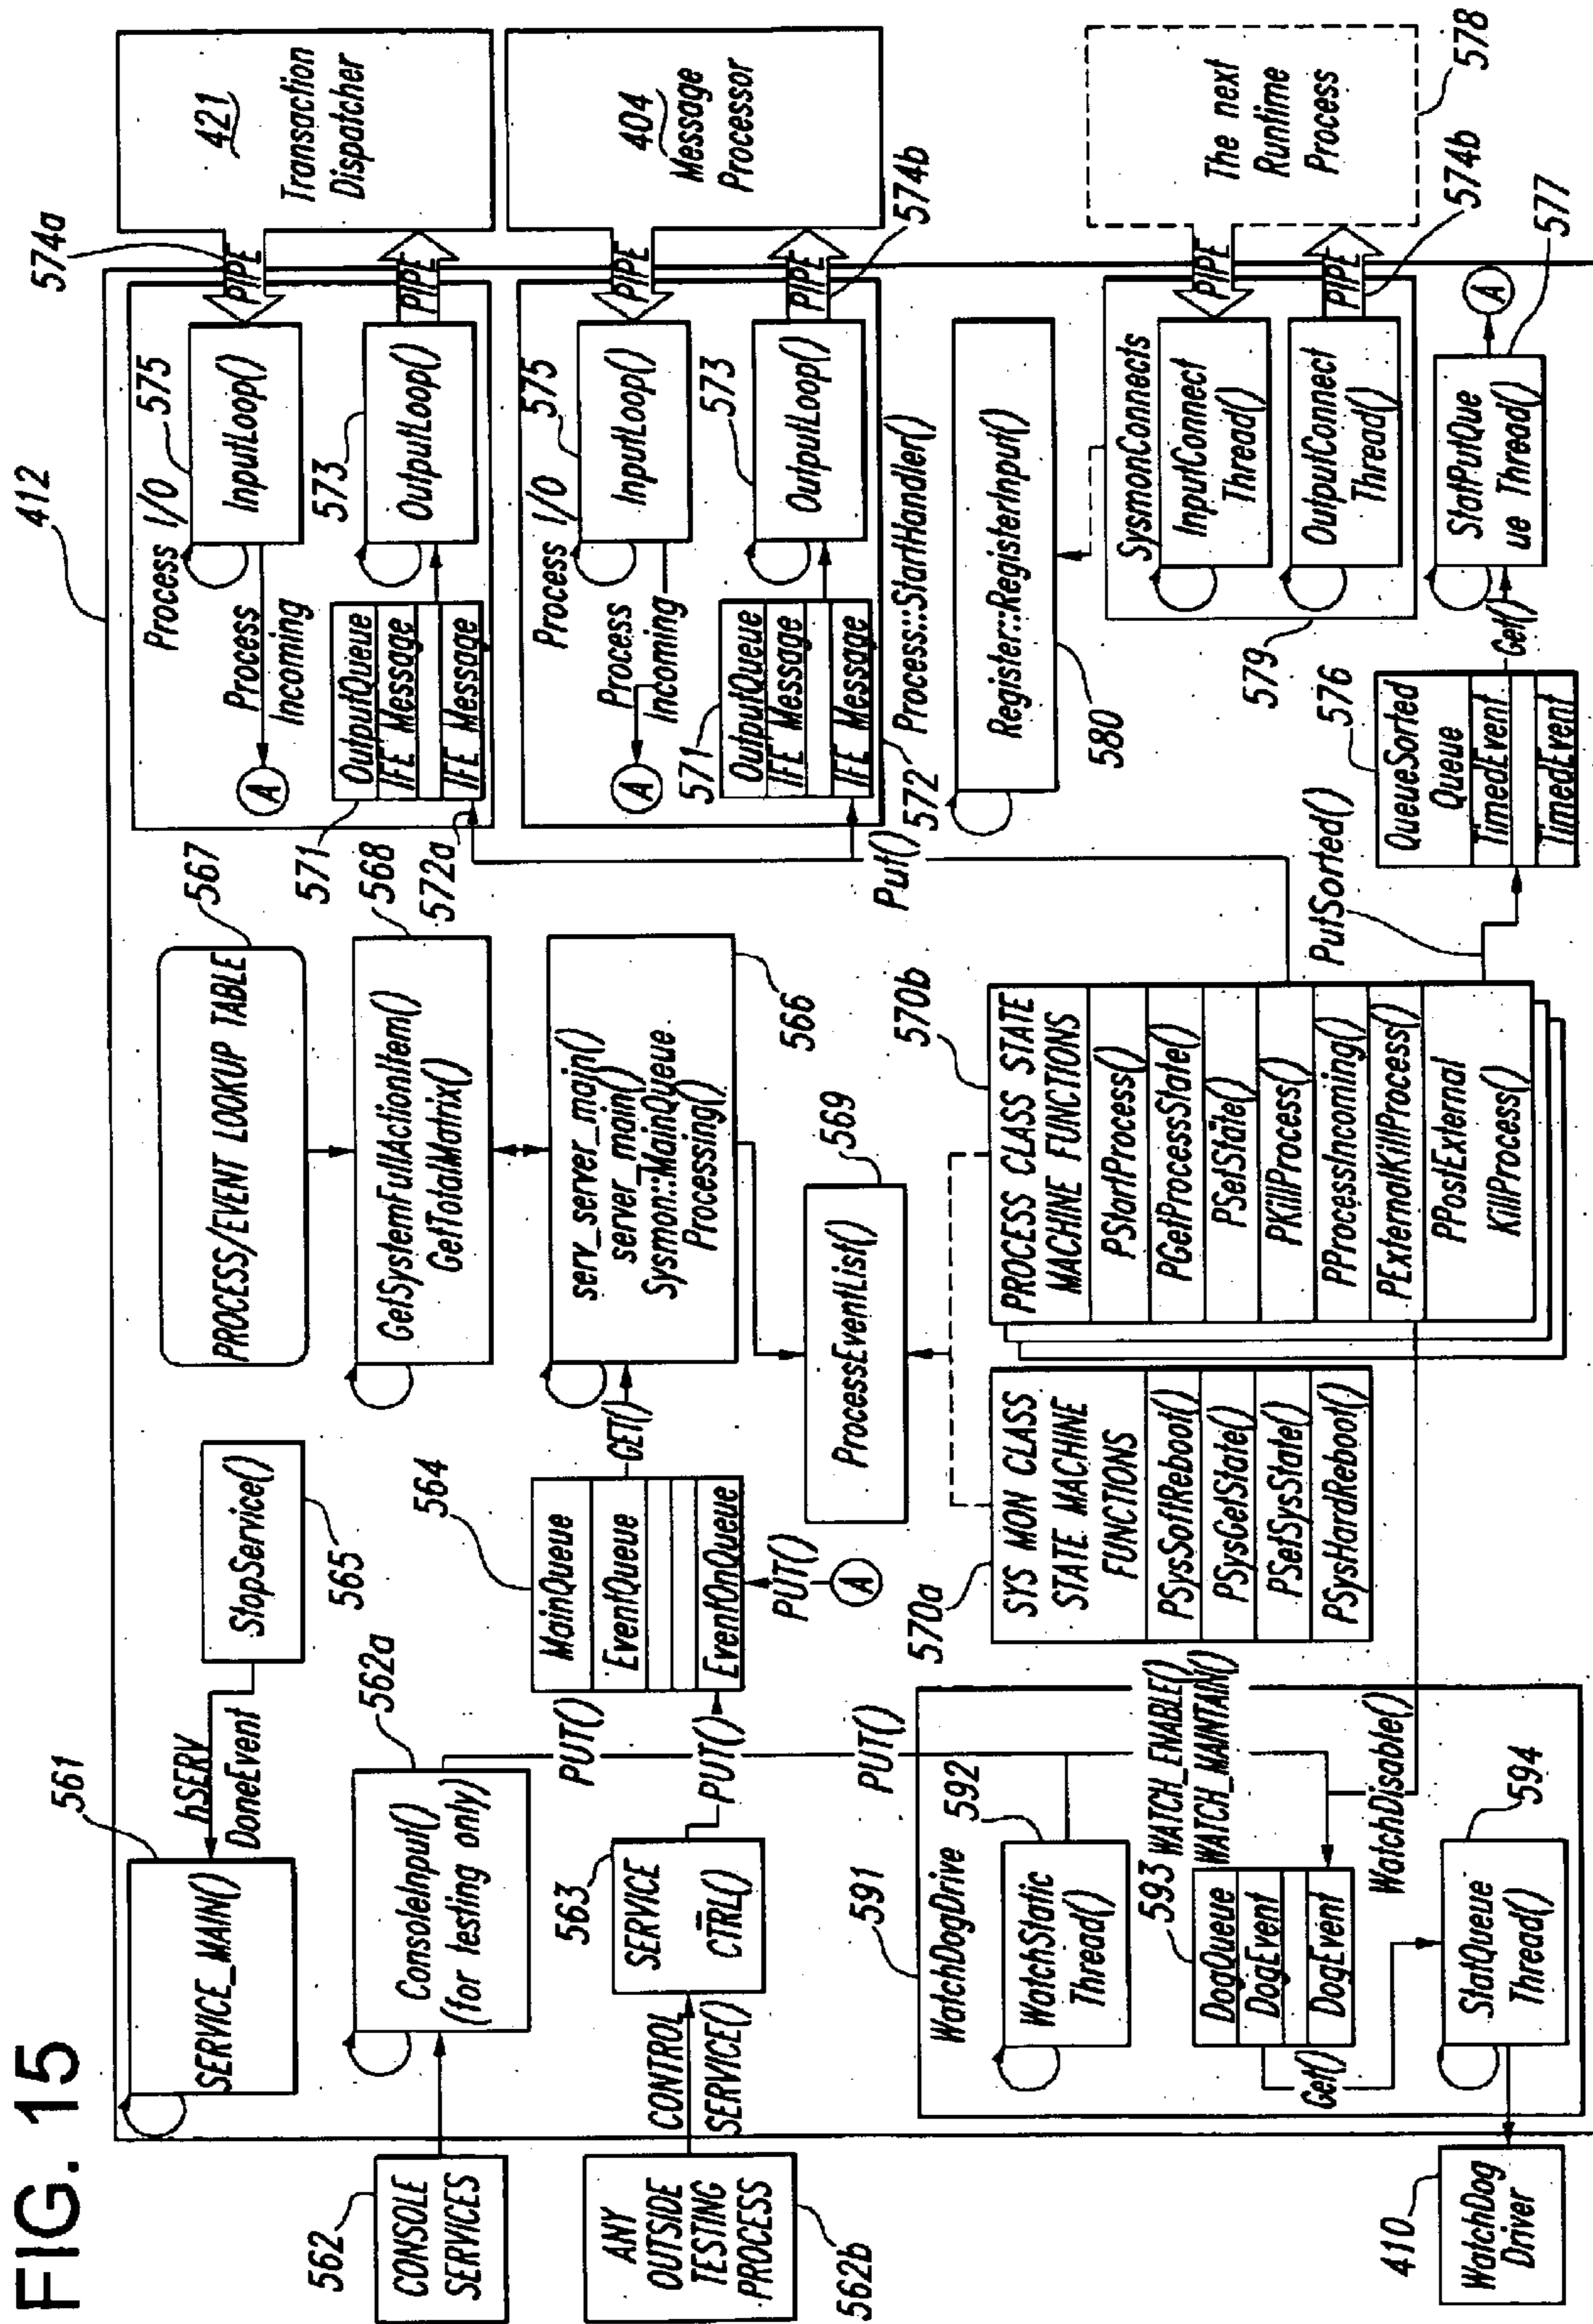 FIG. 15
412
561
SERVICE_MAIN()
hSERV
DoneEvent
StopService()
565
562
CONSOLE
SERVICES
562a
ConsoleInput()
(for testing only)
PUT()
ANY
OUTSIDE
TESTING
PROCESS
562b
CONTROL
SERVICE()
563
SERVICE
_
CTRL()
PUT()
PUT()
564
MainQueue
EventQueue
EventOnQueue
GET()
PUT()
A
567
PROCESS/EVENT LOOKUP TABLE
568
GetSystemFullActionItem()
GetTotalMatrix()
serv_server_main()
server_main()
Sysmon::MainQueue
Processing()
566
569
ProcessEventList()
570a
SYS MON CLASS
STATE MACHINE
FUNCTIONS
PSysSoftReboot()
PSysGetState()
PSetSysState()
PSysHardReboot()
570b
PROCESS CLASS STATE
MACHINE FUNCTIONS
PStartProcess()
PGetProcessState()
PSetState()
PKillProcess()
PProcessIncoming()
PExternalKillProcess()
PPostExternal
KillProcess()
591
WatchDogDrive
592
WatchStatic
Thread()
WATCH_ENABLE()
WATCH_MAINTAIN()
593
DogQueue
DogEvent
DogEvent
WatchDisable()
Get()
594
StatQueue
Thread()
410
WatchDog
Driver
Process I/O
575
InputLoop()
Process
Incoming
A
573
OutputLoop()
OutputQueue
IFE Message
IFE Message
571
572a
PIPE
PIPE
574a
421
Transaction
Dispatcher
Process I/O
575
InputLoop()
Process
Incoming
A
573
OutputLoop()
571
OutputQueue
IFE Message
IFE Message
572
Put()
Process::StartHandler()
PIPE
PIPE
574b
404
Message
Processor
Register::RegisterInput()
580
SysmonConnects
InputConnect
Thread()
OutputConnect
Thread()
579
PIPE
PIPE
574b
The next
Runtime
Process
578
PutSorted()
576
QueueSorted
Queue
TimedEvent
TimedEvent
Get()
StatPutQue
ue Thread()
577
A